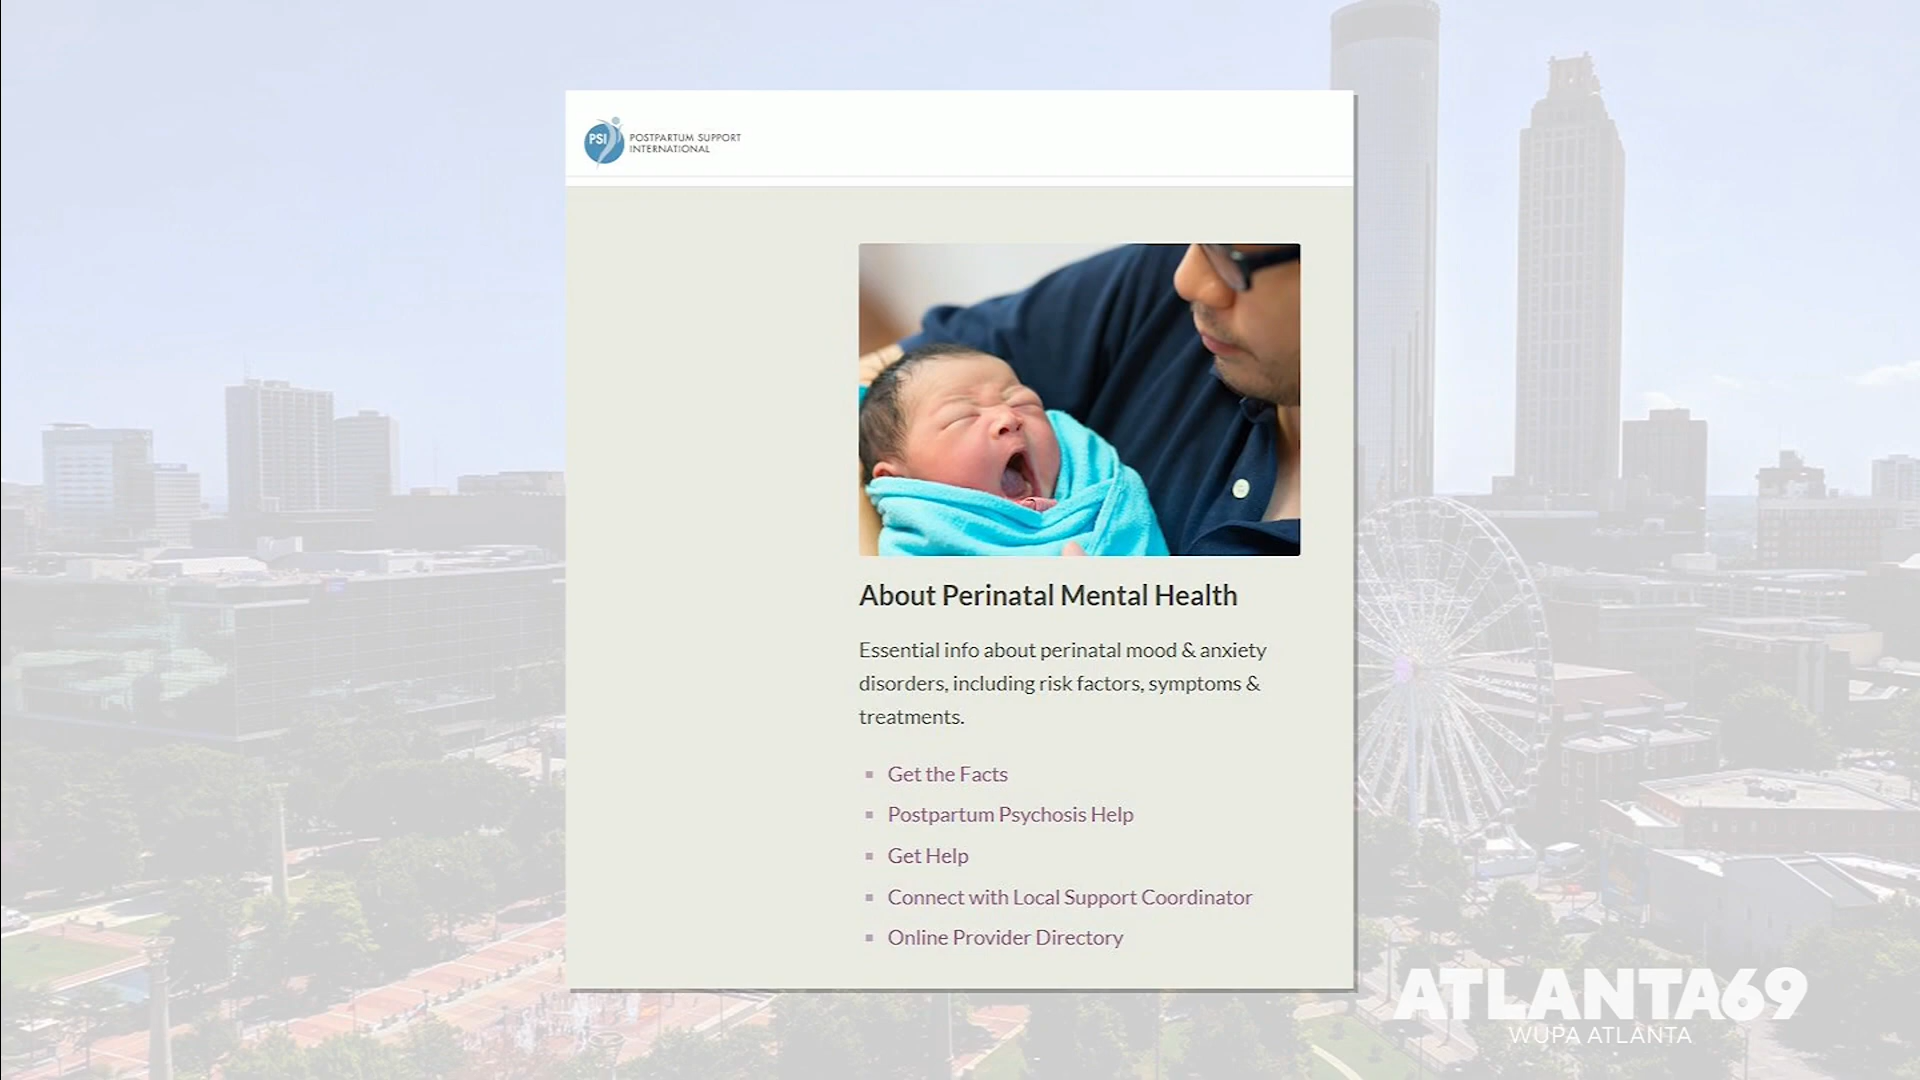 PSI
POSTPARTUM SUPPORT
INTERNATIONAL
About Perinatal Mental Health
Essential info about perinatal mood & anxiety
disorders, including risk factors, symptoms &
treatments.
Get the Facts
Postpartum Psychosis Help
Get Help
Connect with Local Support Coordinator
Online Provider Directory
ATLANTA69
WUPA ATLANTA